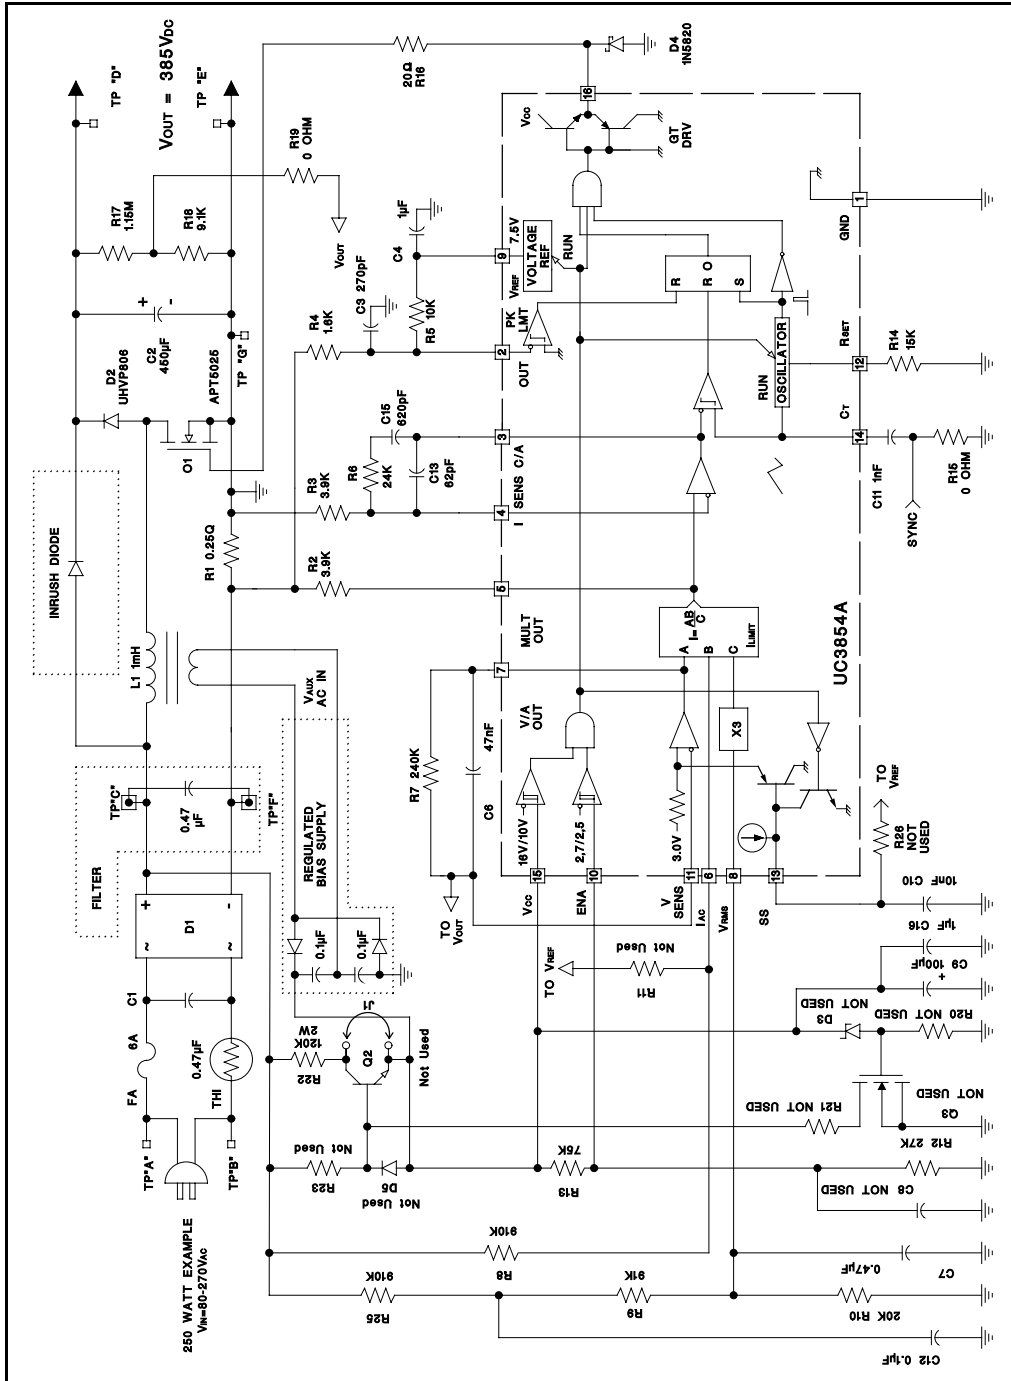 250 WATT EXAMPLE
VIN=80-270VAC
TP"A"
TP"B"
FA
6A
C1
THI
0.47µF
~
~
D1
+
-
FILTER
TP"C"
0.47
µF
TP"F"
INRUSH DIODE
L1 1mH
VAUX
AC IN
REGULATED
BIAS SUPPLY
0.1µF
0.1µF
R1 0.25Ω
Q1
APT5025
D2
UHVP806
C2
450µF
+
-
TP "G"
R17
1.15M
R18
9.1K
TP "D"
VOUT = 385VDC
TP "E"
R19
0 OHM
VOUT
20Ω
R16
D4
1N5820
R22
120K
2W
J1
Q2
Not Used
R23
Not Used
D5
Not Used
R2
3.9K
R3
3.9K
R6
24K
C15
620pF
C13
62pF
R4
1.6K
C3 270pF
R5 10K
C4
1µF
R7 240K
47nF
C6
TO
VOUT
TO
VREF
R11
Not Used
R13
75K
910K
R8
910K
R25
91K
R9
20K R10
C12 0.1µF
0.47µF
C7
C8 NOT USED
R12 27K
Q3
NOT USED
R21 NOT USED
R20 NOT USED
D3
NOT USED
C9 100µF
+
1µF C16
10nF C10
R26
NOT
USED
TO
VREF
VCC
15
ENA
10
V
SENS
11
IAC
6
VRMS
8
SS
13
16V/10V
2,7/2,5
3.0V
V/A
OUT
7
MULT
OUT
5
I SENS C/A
4
3
OUT
2
PK
LMT
VREF
9
7.5V
VOLTAGE
REF
RUN
16
VCC
GT
DRV
X3
A
B
C
I= AB
C
ILIMIT
R
R
S
Q
RUN
OSCILLATOR
UC3854A
CT
14
RSET
12
GND
1
C11 1nF
SYNC
R15
0 OHM
R14
15K